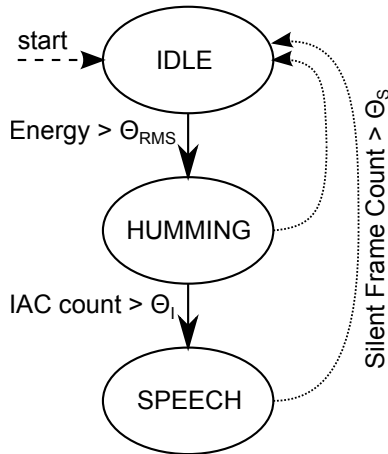 start
IDLE
Energy > Θ_RMS
HUMMING
IAC count > Θ_I
SPEECH
Silent Frame Count > Θ_S